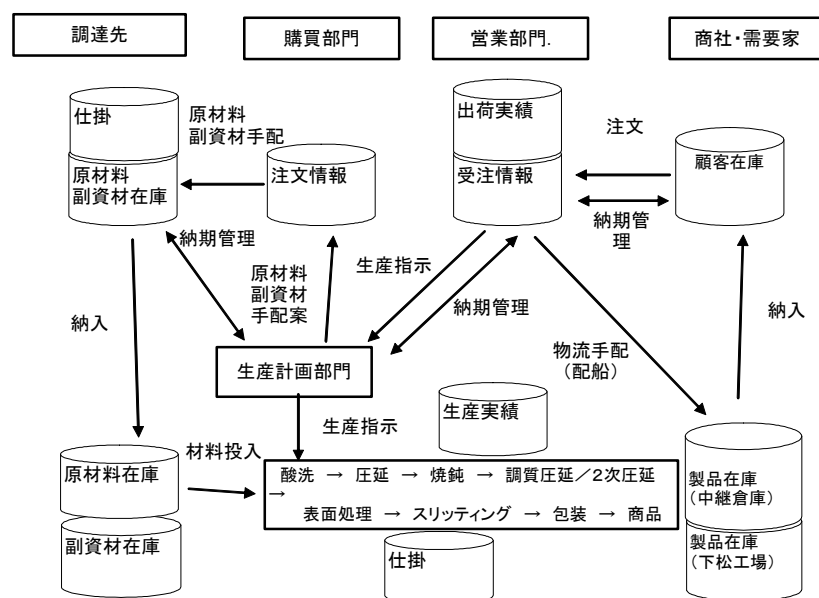 調達先
購買部門
営業部門.
商社・需要家
仕掛
原材料
副資材手配
出荷実績
注文
原材料
副資材在庫
注文情報
受注情報
顧客在庫
納期管理
納期管
理
原材料
副資材
手配案
生産指示
納期管理
納入
納入
物流手配
(配船)
生産計画部門
生産指示
生産実績
材料投入
原材料在庫
酸洗 → 圧延 → 焼鈍 → 調質圧延/2次圧延
→
表面処理 → スリッティング → 包装 → 商品
製品在庫
(中継倉庫)
副資材在庫
仕掛
製品在庫
(下松工場)